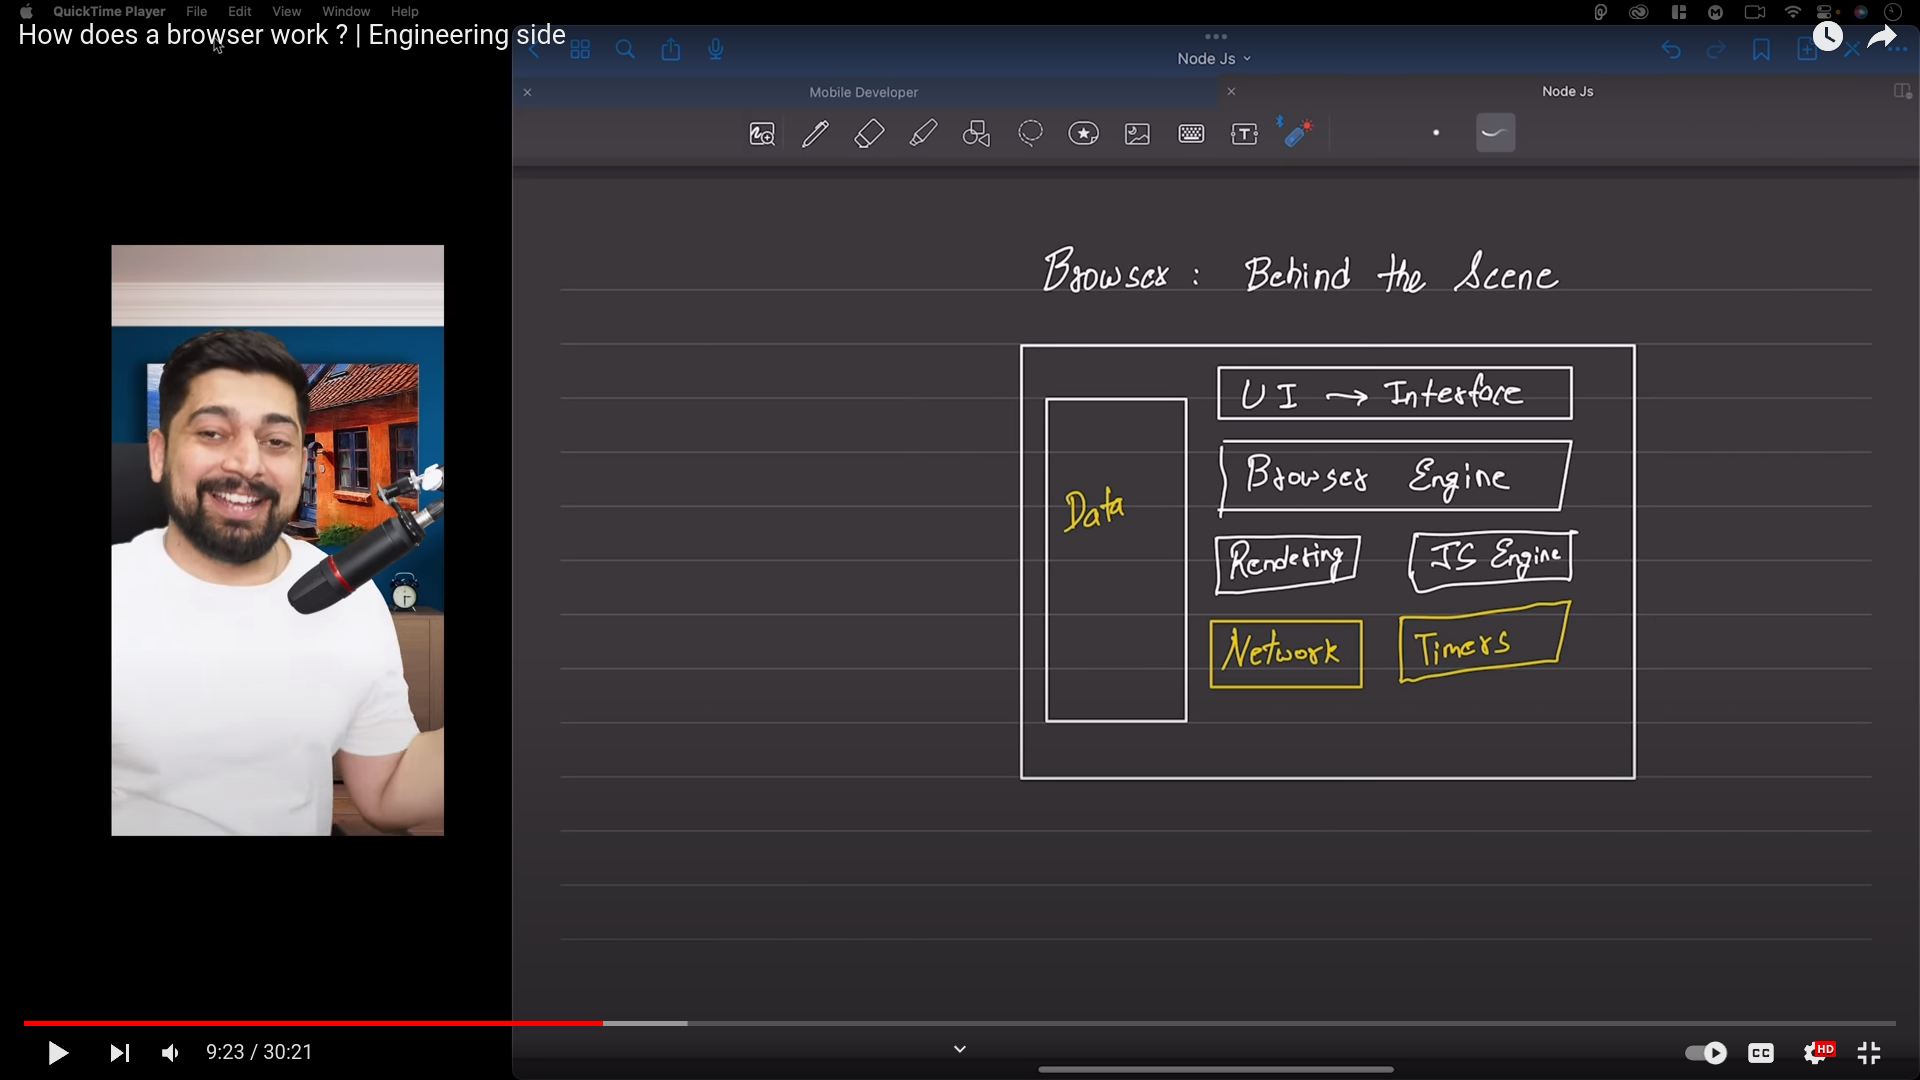 QuickTime Player File Edit View Window Help
How does a browser work ? | Engineering side
Node Js
Mobile Developer
Node Js
Browser : Behind the Scene
UI → Interface
Browser Engine
Data
Rendering
JS Engine
Network
Timers
9:23 / 30:21
CC
HD